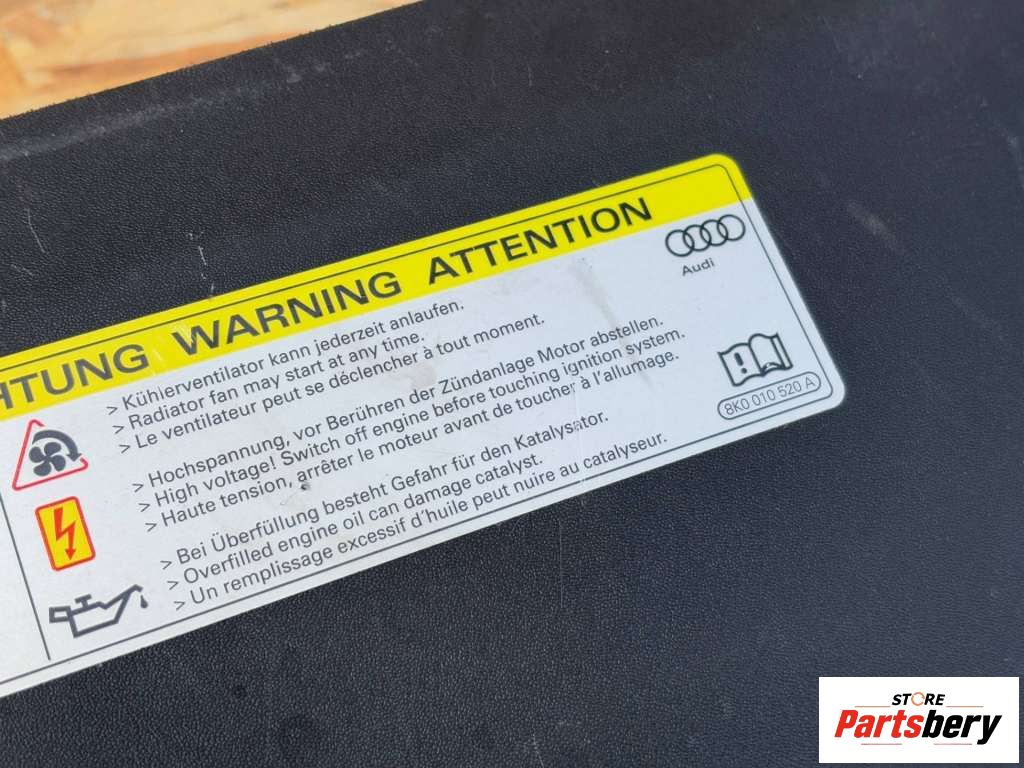 HTUNG WARNING ATTENTION
Audi
> Kühlerventilator kann jederzeit anlaufen.
> Radiator fan may start at any time.
> Le ventilateur peut se déclencher à tout moment.
> Hochspannung, vor Berühren der Zündanlage Motor abstellen.
> High voltage! Switch off engine before touching ignition system.
> Haute tension, arrêter le moteur avant de toucher à l'allumage.
> Bei Überfüllung besteht Gefahr für den Katalysator.
> Overfilled engine oil can damage catalyst.
> Un remplissage excessif d'huile peut nuire au catalyseur.
8K0 010 520 A
STORE
Partsbery